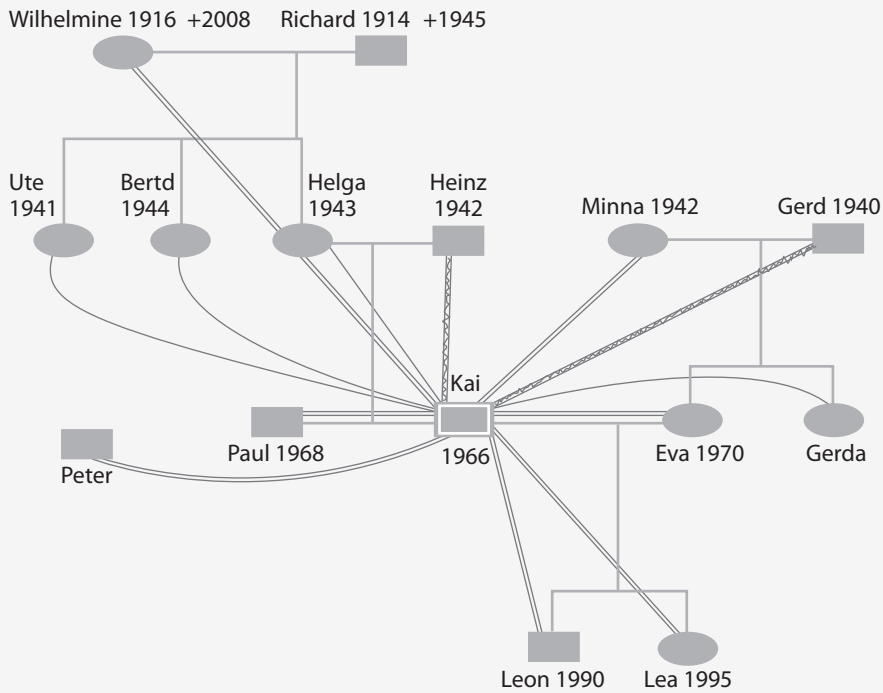 Wilhelmine 1916 +2008
Richard 1914 +1945
Ute
1941
Bertd
1944
Helga
1943
Heinz
1942
Minna 1942
Gerd 1940
Kai
1966
Peter
Paul 1968
Eva 1970
Gerda
Leon 1990
Lea 1995